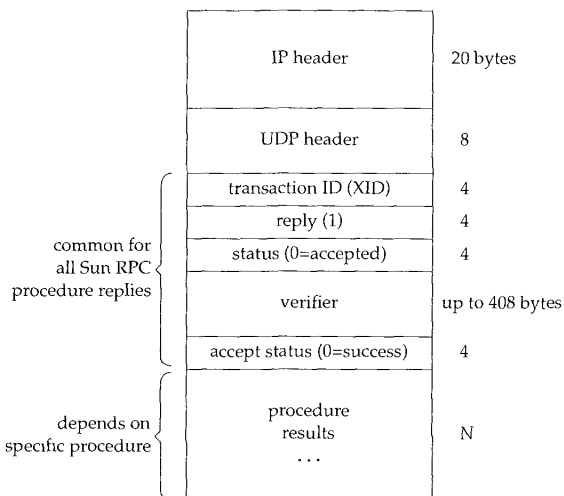 IP header 20 bytes
UDP header 8
transaction ID (XID) 4
reply (1) 4
status (0=accepted) 4
common for
all Sun RPC
procedure replies
verifier up to 408 bytes
accept status (0=success) 4
depends on
specific procedure
procedure
results
...
N